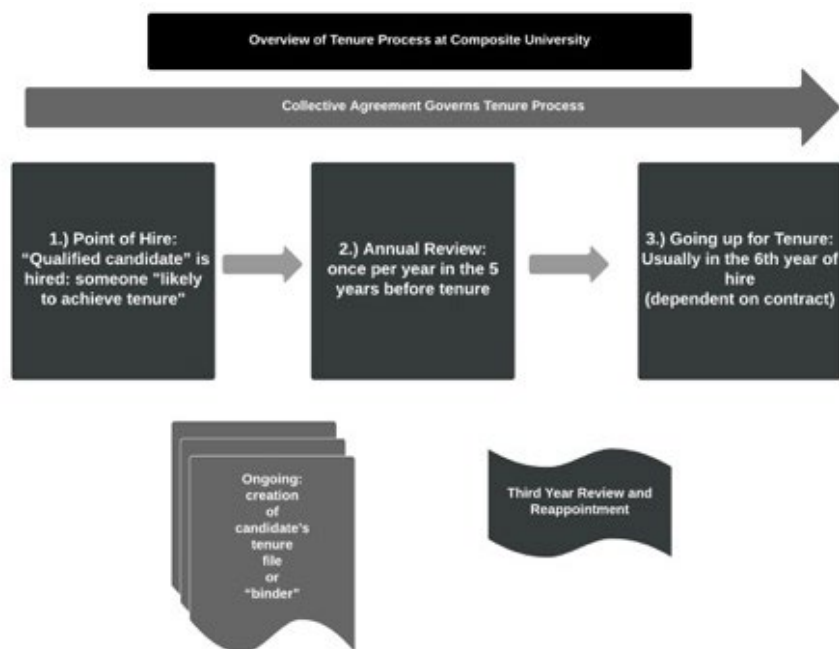 Overview of Tenure Process at Composite University
Collective Agreement Governs Tenure Process
1.) Point of Hire:
“Qualified candidate” is
hired: someone "likely
to achieve tenure"
2.) Annual Review:
once per year in the 5
years before tenure
3.) Going up for Tenure:
Usually in the 6th year of
hire
(dependent on contract)
Ongoing:
creation
of
candidate's
tenure
file
or
“binder”
Third Year Review and
Reappointment